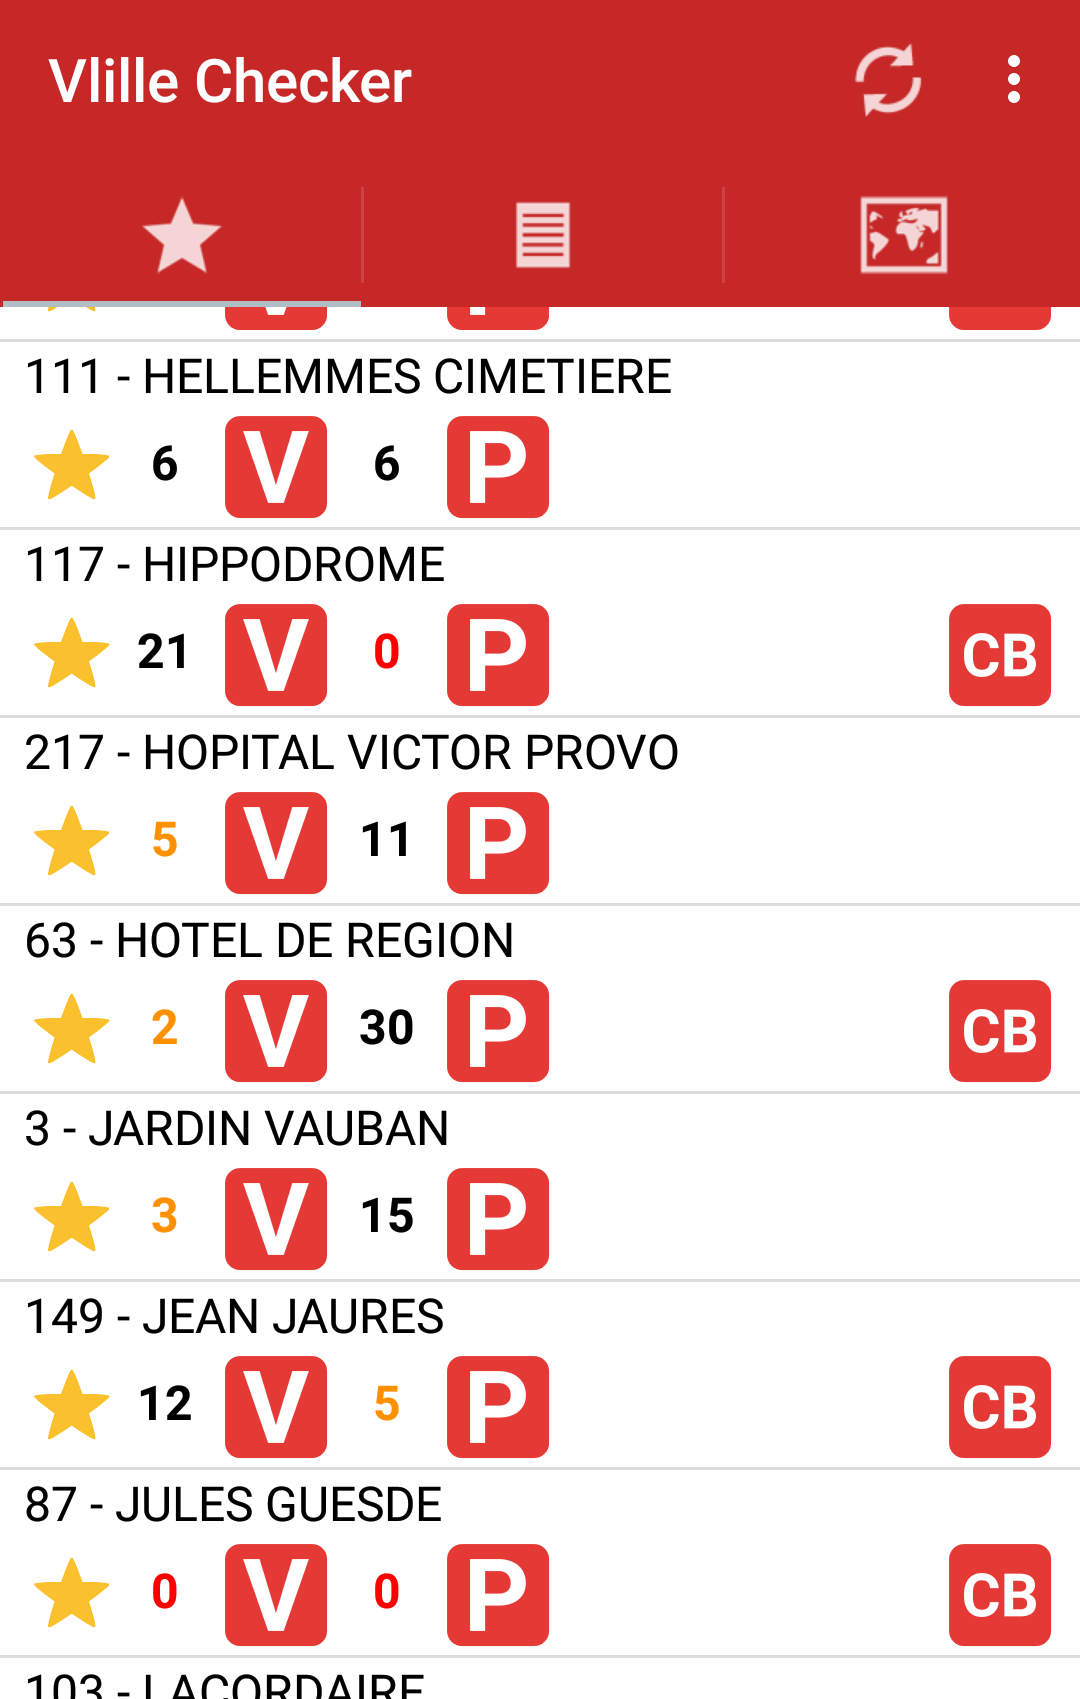 Vlille Checker
111 - HELLEMMES CIMETIERE
6 V 6 P
117 - HIPPODROME
21 V 0 P CB
217 - HOPITAL VICTOR PROVO
5 V 11 P
63 - HOTEL DE REGION
2 V 30 P CB
3 - JARDIN VAUBAN
3 V 15 P
149 - JEAN JAURES
12 V 5 P CB
87 - JULES GUESDE
0 V 0 P CB
103 - LACORDAIRE